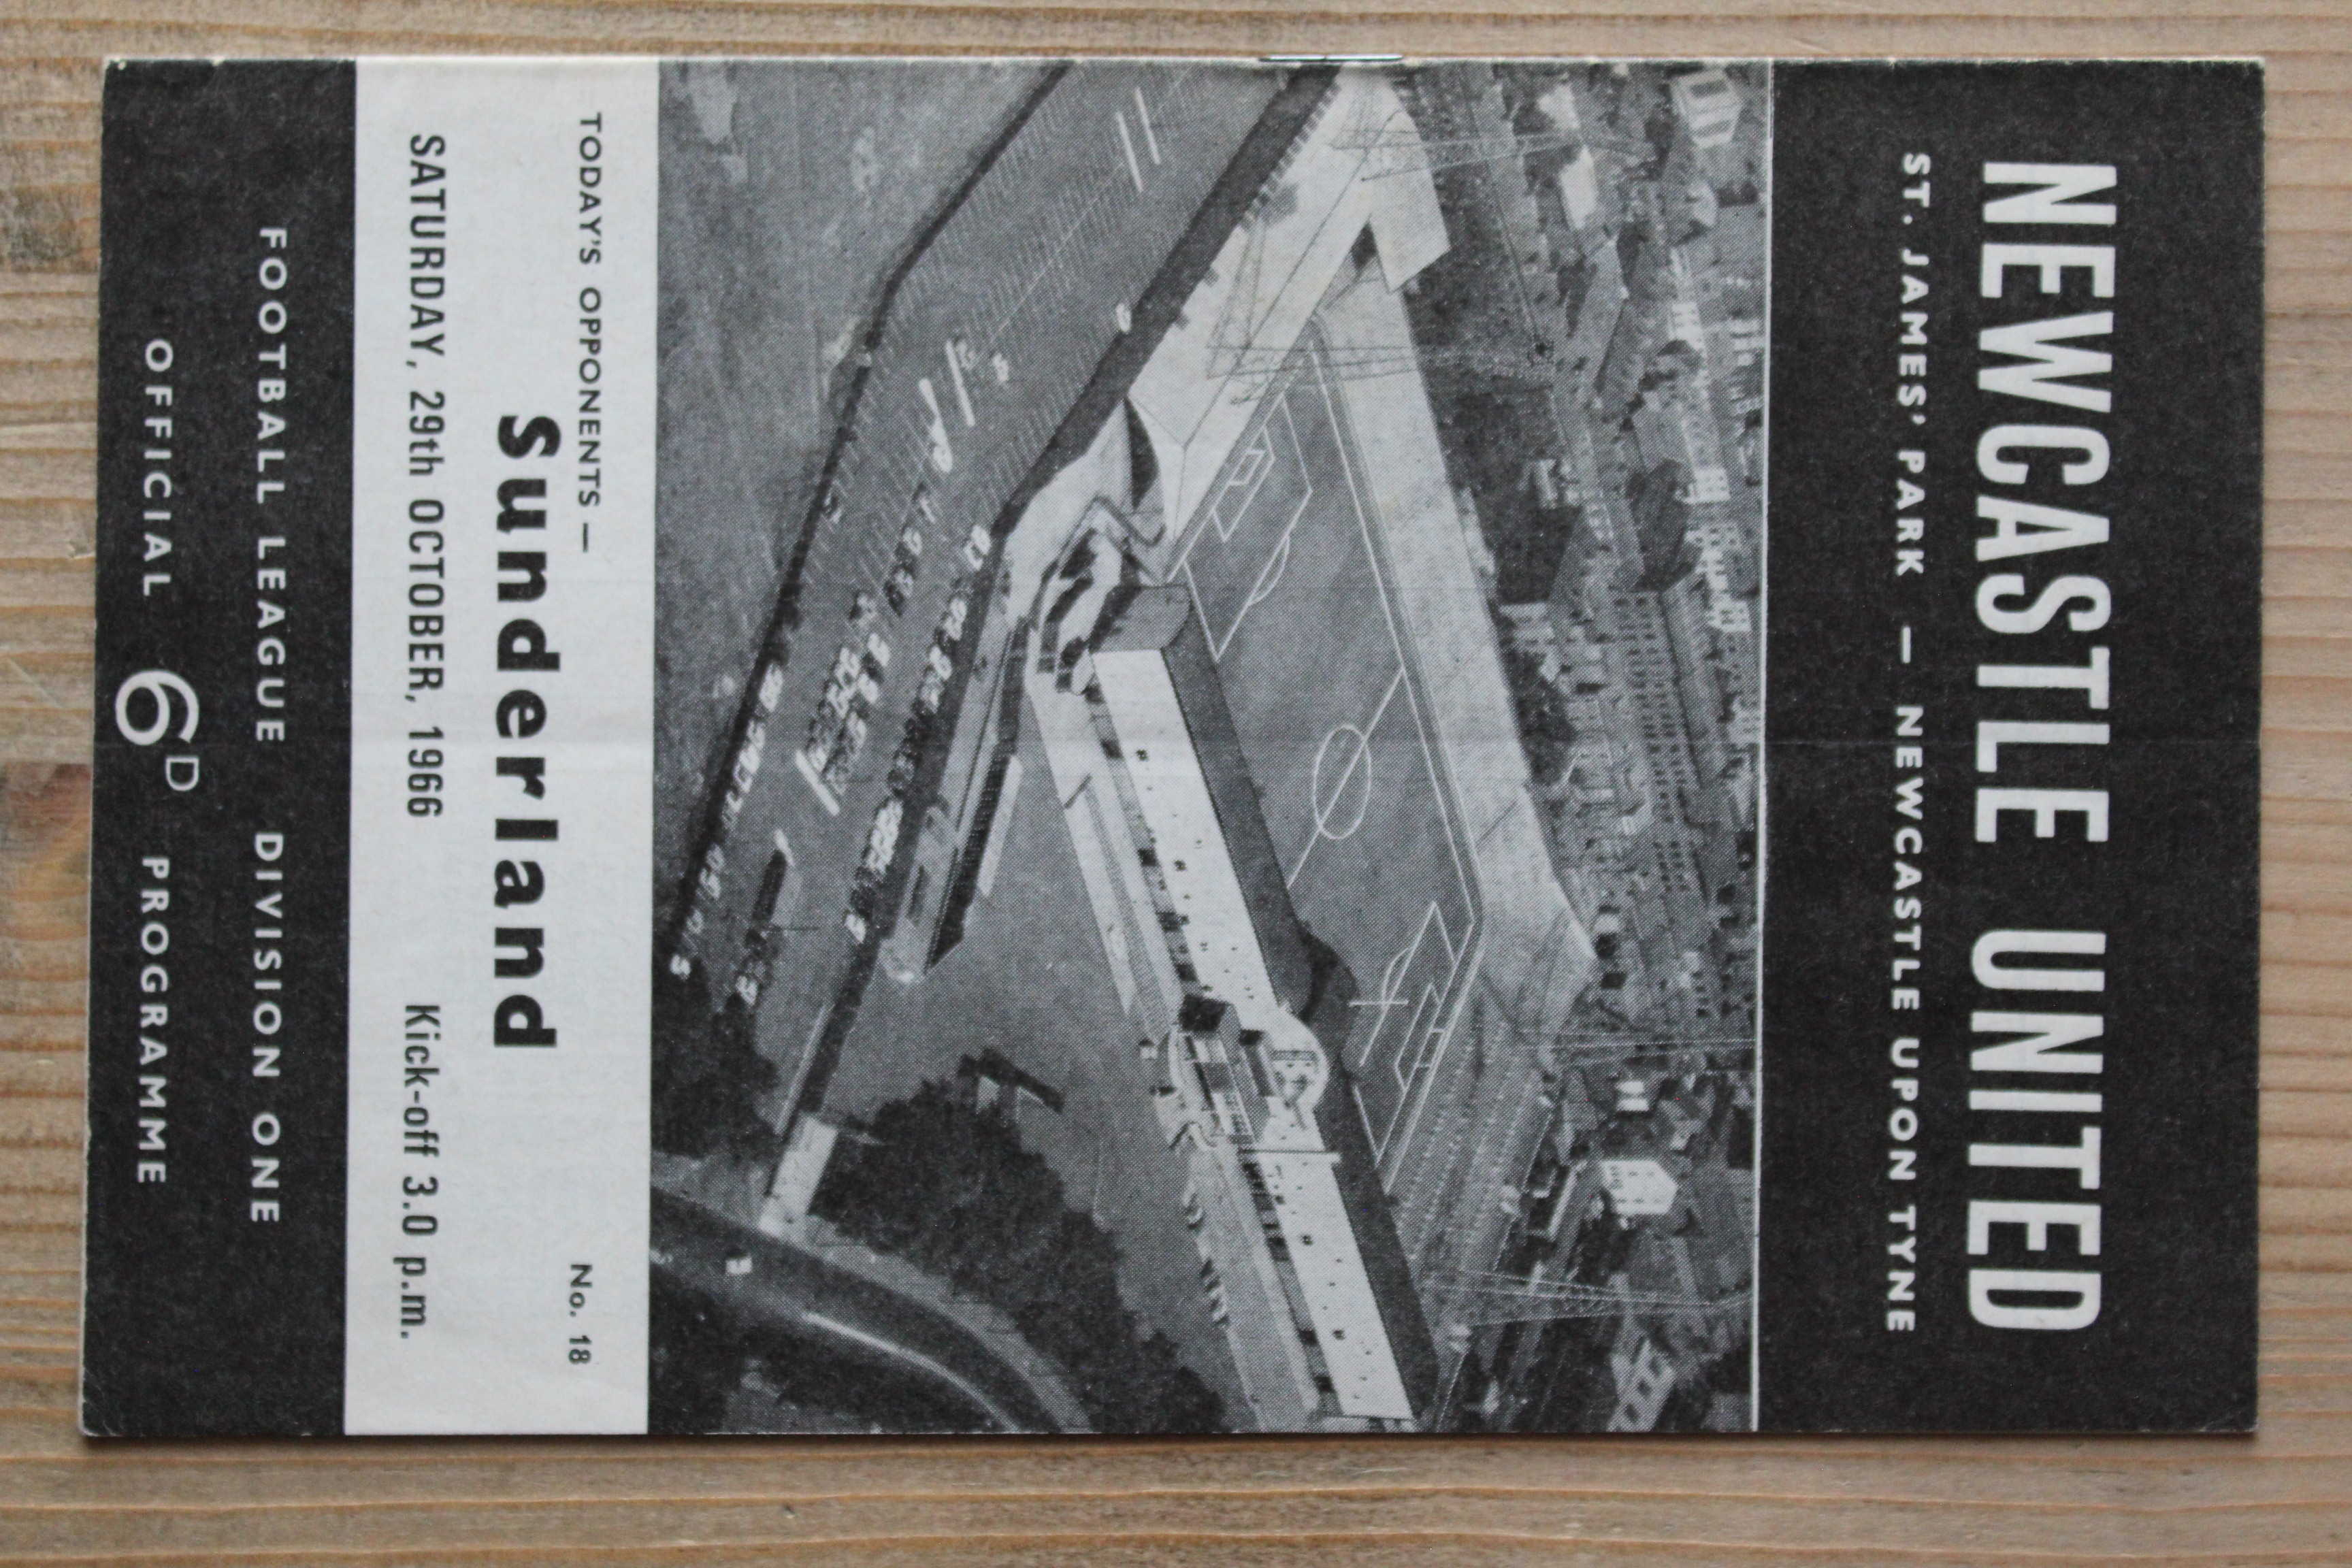 NEWCASTLE UNITED
ST. JAMES' PARK — NEWCASTLE UPON TYNE
TODAY'S OPPONENTS —
No. 18
sunderland
SATURDAY, 29th OCTOBER, 1966 Kick-off 3.0 p.m.
FOOTBALL LEAGUE DIVISION ONE
OFFICIAL 6D PROGRAMME